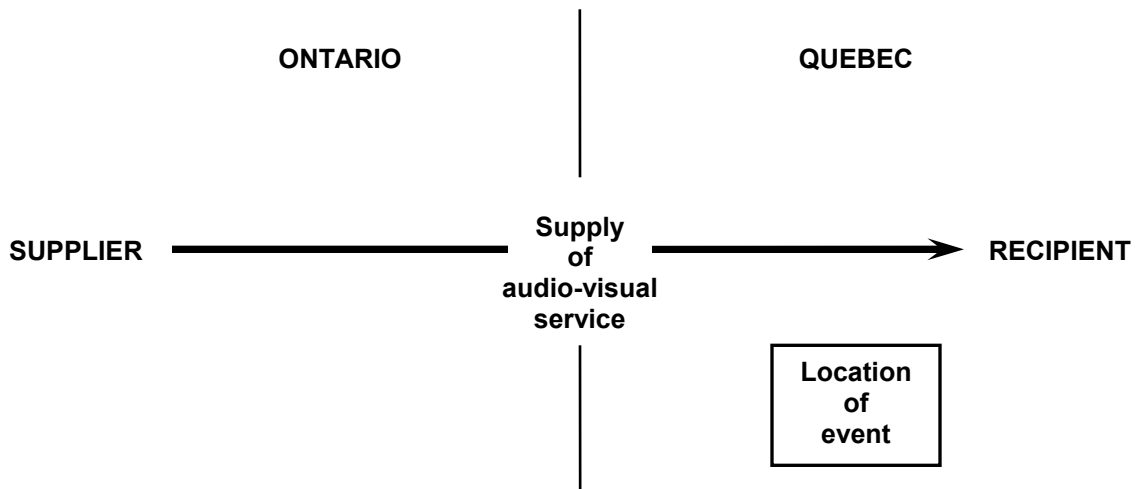 ONTARIO
QUEBEC
SUPPLIER
Supply
of
audio-visual
service
RECIPIENT
Location
of
event